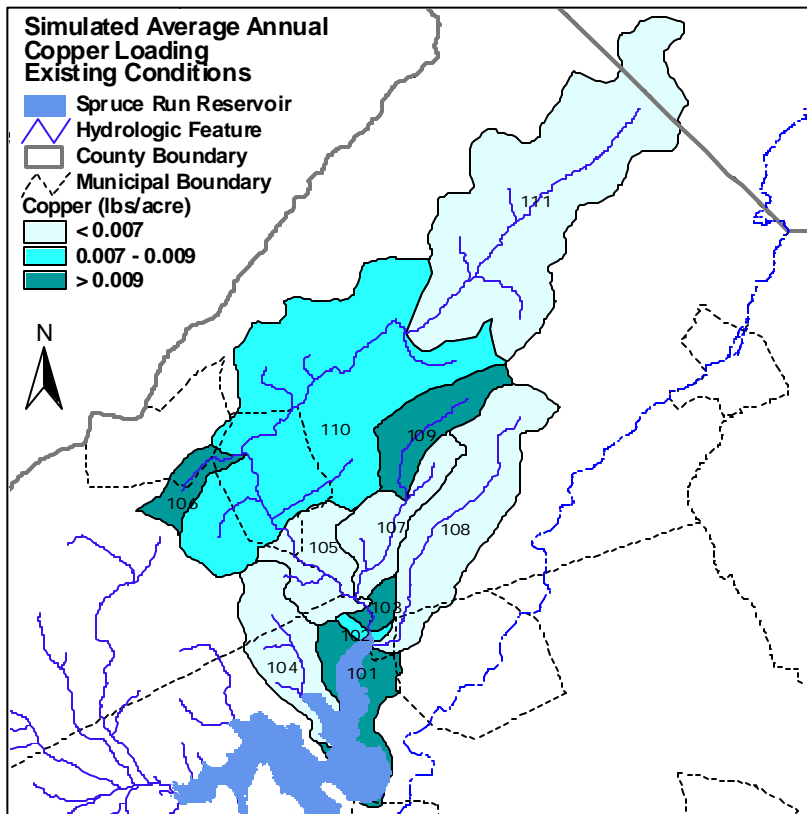 Simulated Average Annual
Copper Loading
Existing Conditions
Spruce Run Reservoir
Hydrologic Feature
County Boundary
Municipal Boundary
Copper (lbs/acre)
< 0.007
0.007 - 0.009
> 0.009
N
111
110
109
106
107
108
105
103
102
104
101